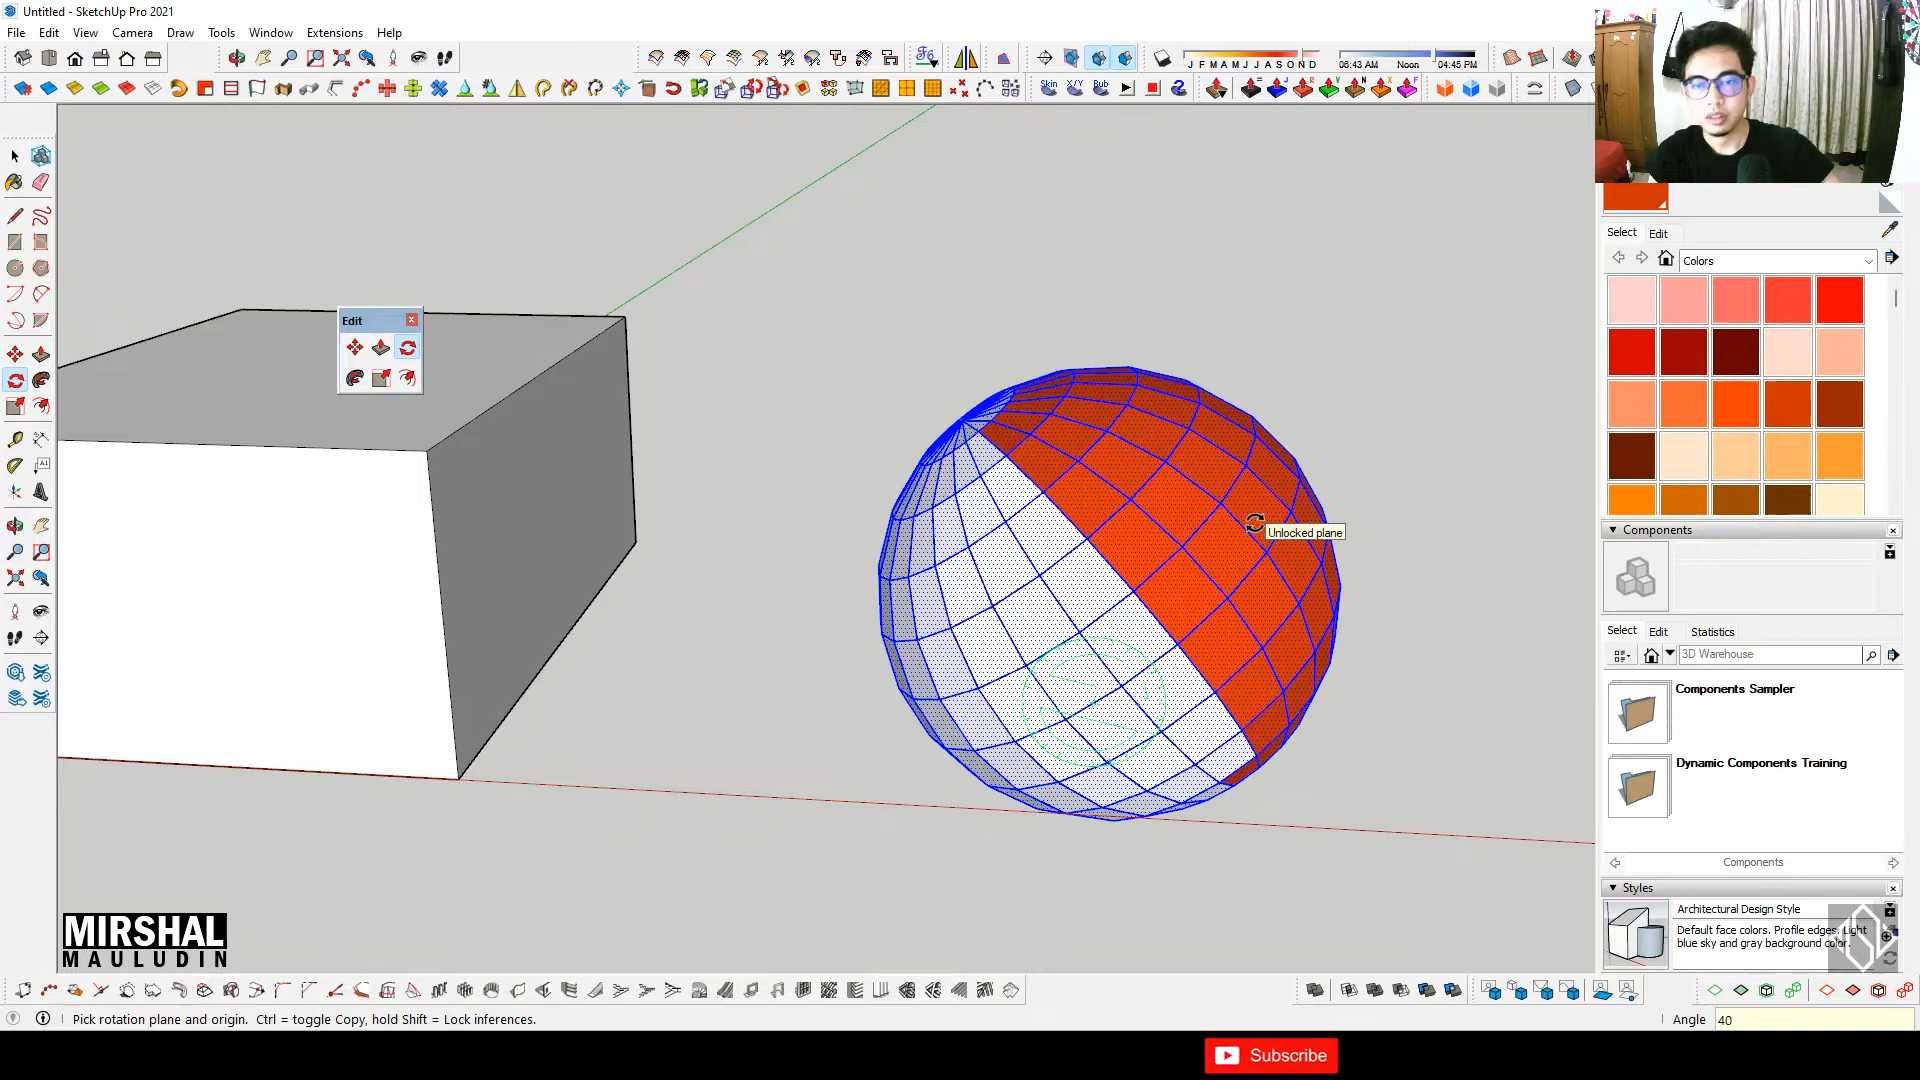 Untitled - SketchUp Pro 2021
File Edit View Camera Draw Tools Window Extensions Help
J F M A M J J A S O N D
08:43 AM Noon 04:45 PM
Skin X/Y Bub
Edit
Select Edit
Colors
Unlocked plane
Components
Select Edit Statistics
3D Warehouse
Components Sampler
Dynamic Components Training
Components
Styles
Architectural Design Style
Default face colors. Profile edges. Light
blue sky and gray background color.
MIRSHAL
MAULUDIN
Pick rotation plane and origin. Ctrl = toggle Copy, hold Shift = Lock inferences.
Angle 40
Subscribe